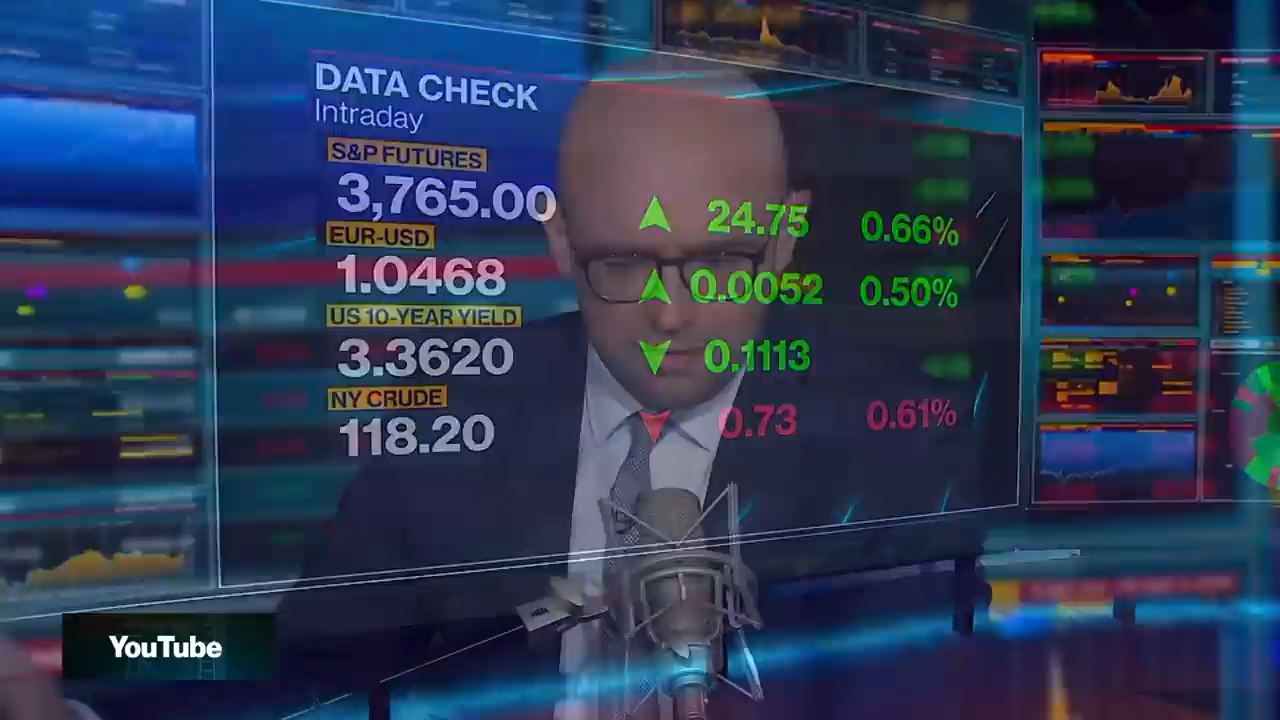 DATA CHECK
Intraday
S&P FUTURES
3,765.00 24.75 0.66%
EUR-USD
1.0468 0.0052 0.50%
US 10-YEAR YIELD
3.3620 0.1113
NY CRUDE
118.20 0.73 0.61%
YouTube